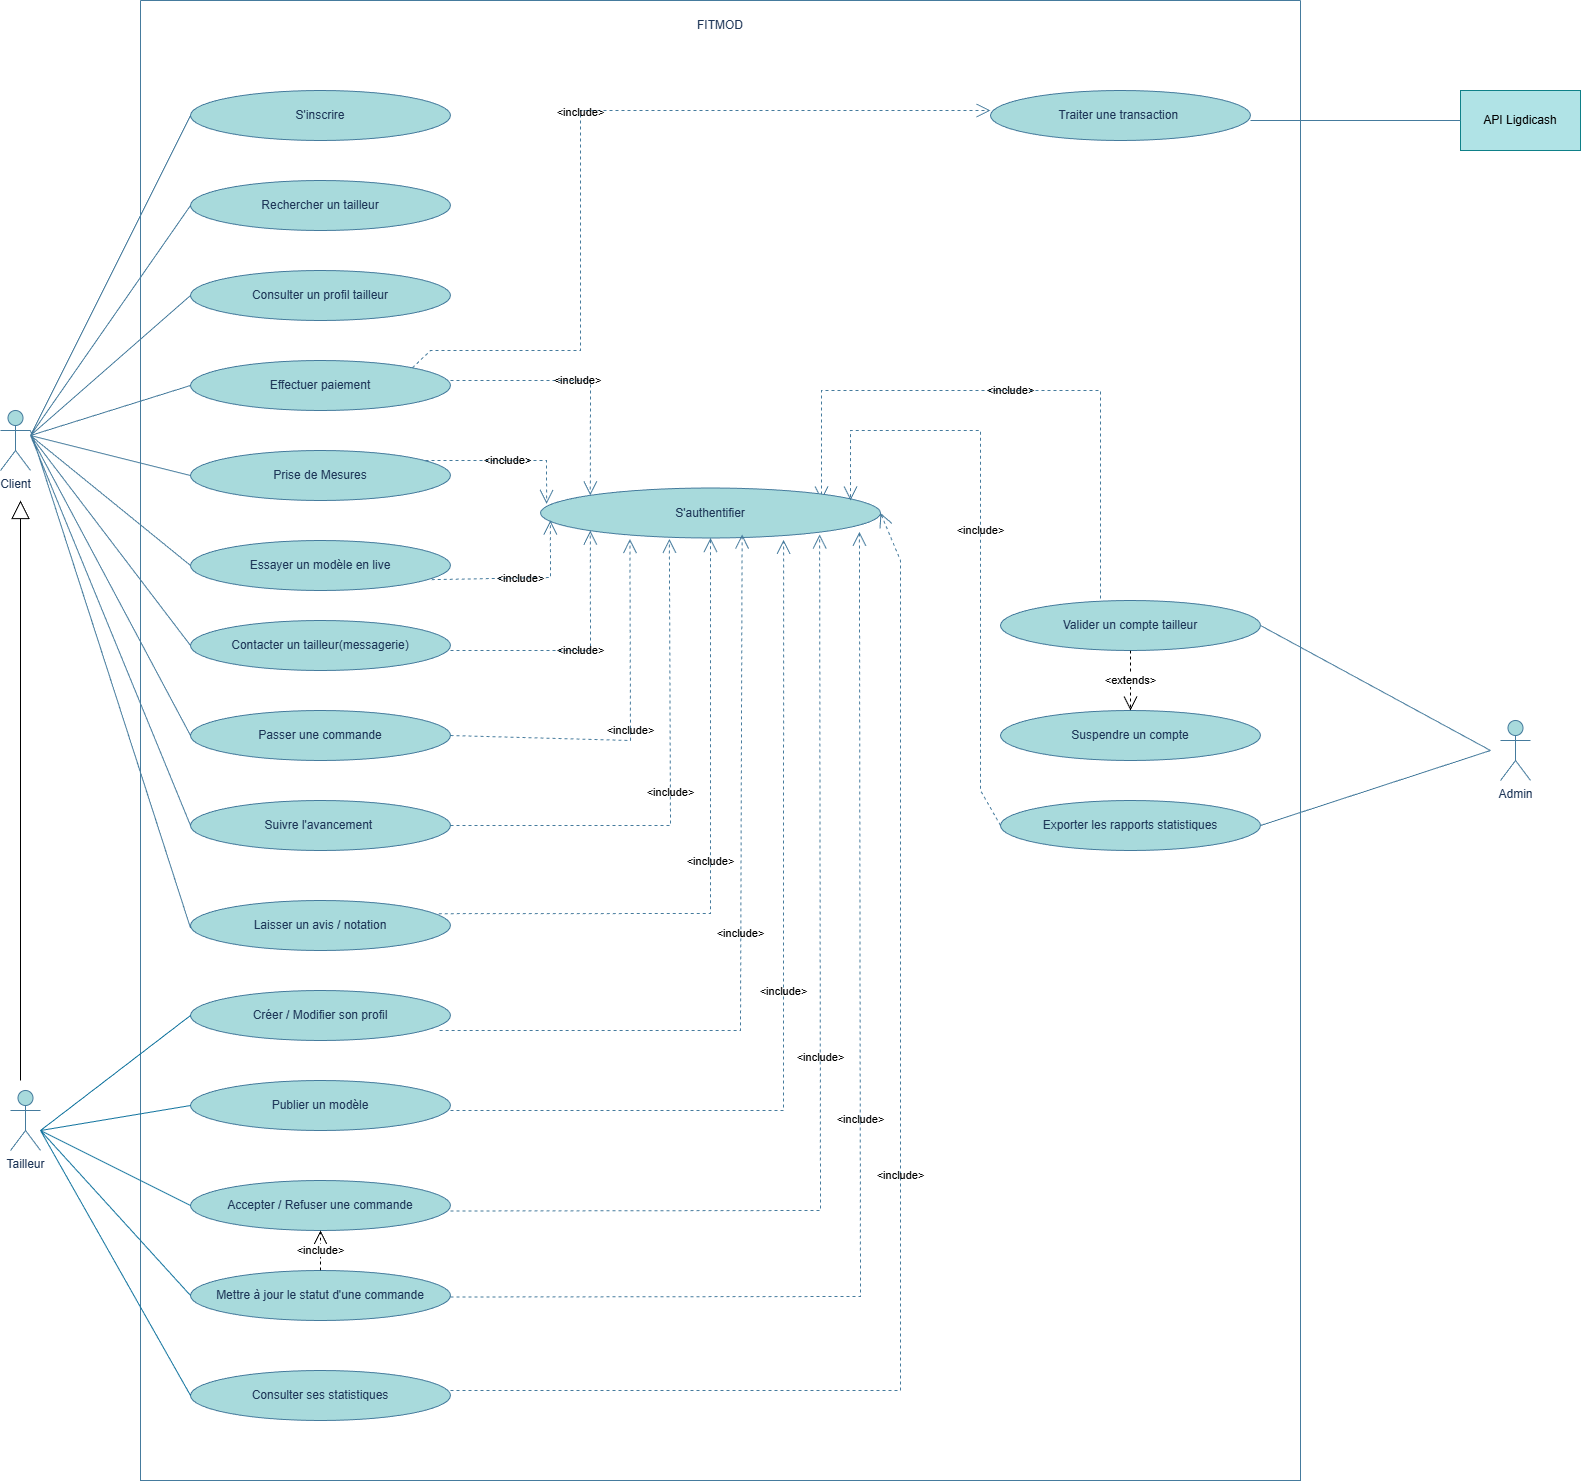 FITMOD
S'inscrire
<include>
Traiter une transaction
API Ligdicash
Rechercher un tailleur
Consulter un profil tailleur
Effectuer paiement
<include>
<include>
Client
Prise de Mesures
<include>
S'authentifier
<include>
Essayer un modèle en live
<include>
Contacter un tailleur(messagerie)
<include>
Valider un compte tailleur
<extends>
Passer une commande
<include>
Suspendre un compte
Admin
<include>
Suivre l'avancement
Exporter les rapports statistiques
<include>
Laisser un avis / notation
<include>
<include>
Créer / Modifier son profil
<include>
Publier un modèle
<include>
Tailleur
<include>
Accepter / Refuser une commande
<include>
Mettre à jour le statut d'une commande
Consulter ses statistiques